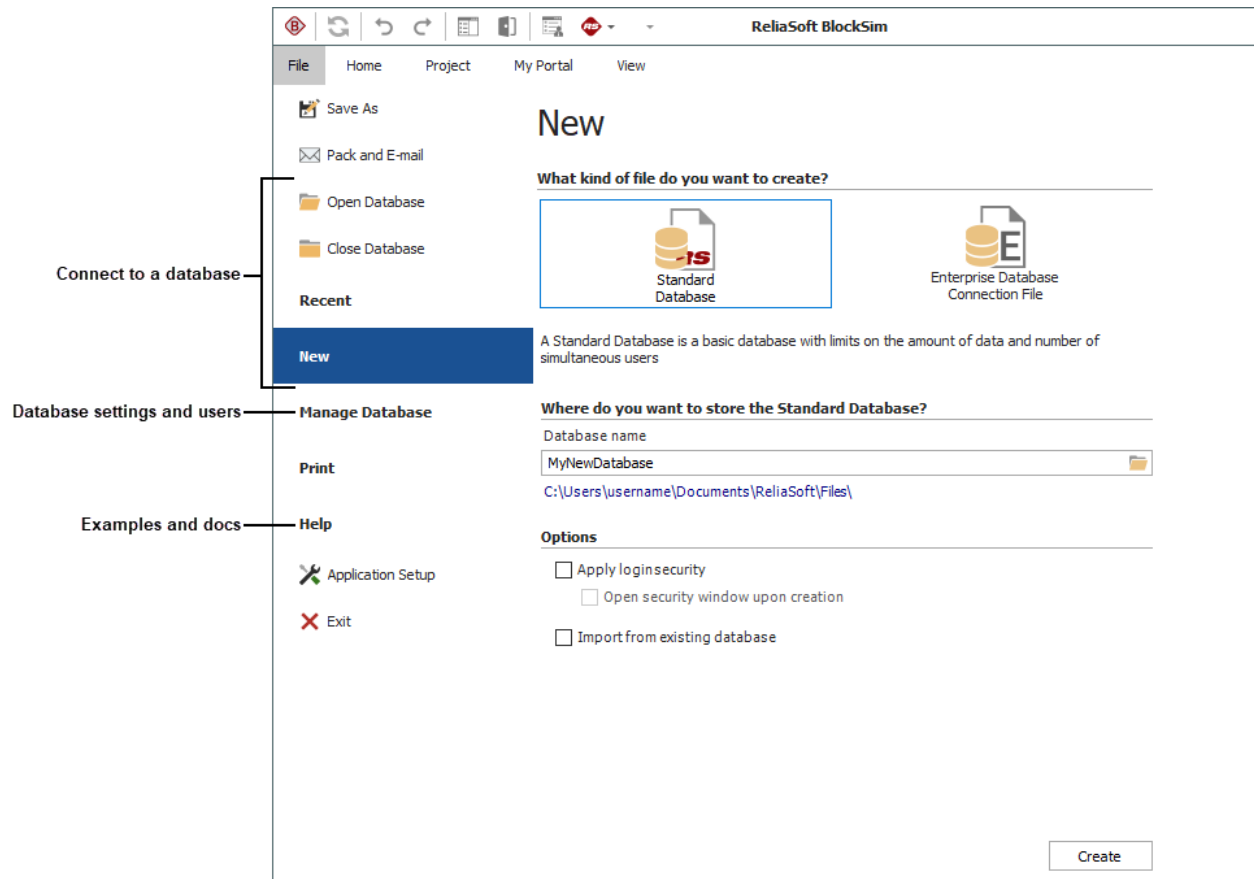 ReliaSoft BlockSim
File Home Project My Portal View
Save As
Pack and E-mail
Open Database
Close Database
Recent
New
Manage Database
Print
Help
Application Setup
Exit
Connect to a database
Database settings and users
Examples and docs
New
What kind of file do you want to create?
Standard
Database
Enterprise Database
Connection File
A Standard Database is a basic database with limits on the amount of data and number of
simultaneous users
Where do you want to store the Standard Database?
Database name
MyNewDatabase
C:\Users\username\Documents\ReliaSoft\Files\
Options
Apply login security
Open security window upon creation
Import from existing database
Create
B
RS
RS
E